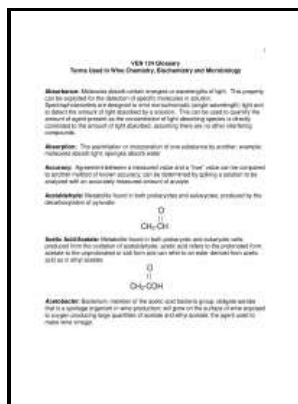 1
VEN 124 Glossary
Terms Used in Wine Chemistry, Biochemistry and Microbiology
Absorbance: Molecules absorb certain energies or wavelengths of light. This property
can be exploited for the detection of specific molecules in solution.
Spectrophotometers are designed to emit monochromatic (single wavelength) light and
to detect the amount of light absorbed by a solution. This can be used to quantify the
amount of agent present as the concentration of light absorbing species is directly
correlated to the amount of light absorbed, assuming there are no other interfering
compounds.
Absorption: The assimilation or incorporation of one substance by another; example:
molecules absorb light; sponges absorb water
Accuracy: Agreement between a measured value and a "true" value can be compared
to another method of known accuracy, can be determined by spiking a solution to be
analyzed with an accurately measured amount of analyte
Acetaldehyde: Metabolite found in both prokaryotes and eukaryotes; produced by the
decarboxylation of pyruvate
O
CH₃-CH
Acetic Acid/Acetate: Metabolite found in both prokaryotic and eukaryotic cells
produced from the oxidation of acetaldehyde, acetic acid refers to the protonated form
acetate to the unprotonated or salt form and can refer to an ester derived from acetic
acid as in ethyl acetate
O
CH₃-COH
Acetobacter: Bacterium; member of the acetic acid bacteria group; obligate aerobe
that is a spoilage organism in wine production; will grow on the surface of wine exposed
to oxygen producing large quantities of acetate and ethyl acetate; the agent used to
make wine vinegar.